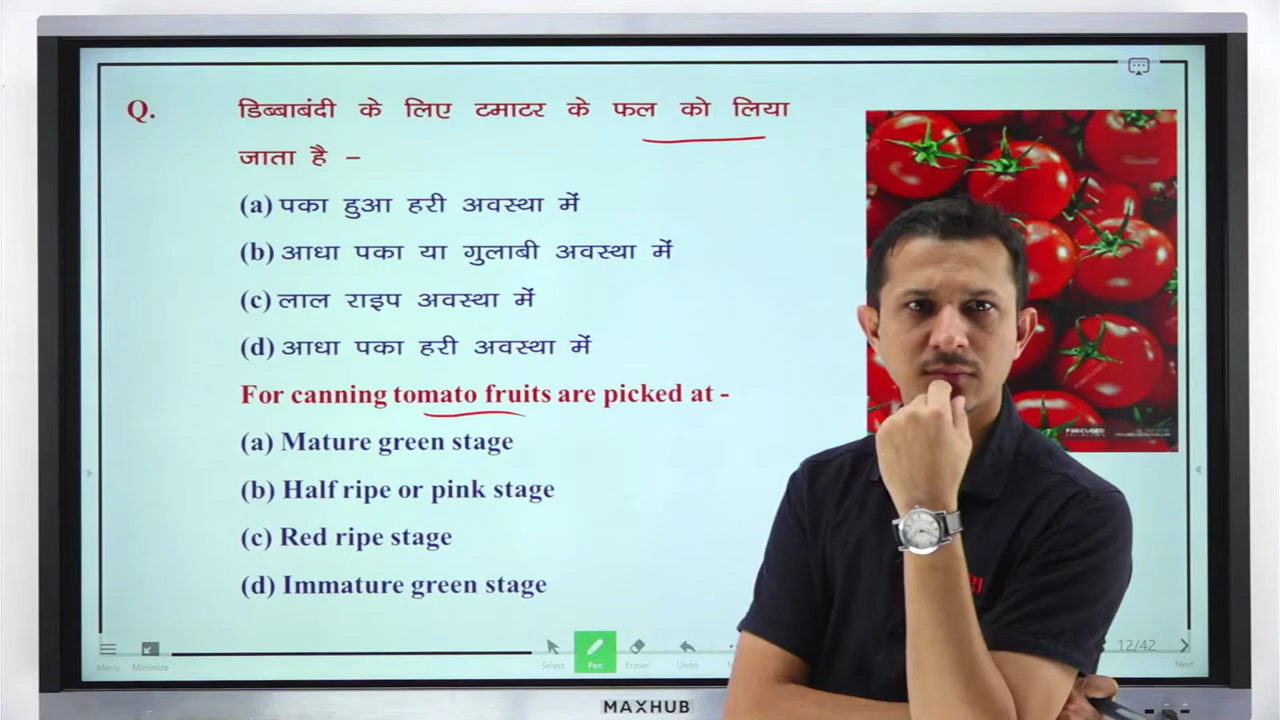 Q. डिब्बाबंदी के लिए टमाटर के फल को लिया
जाता है –
(a) पका हुआ हरी अवस्था में
(b) आधा पका या गुलाबी अवस्था में
(c) लाल राइप अवस्था में
(d) आधा पका हरी अवस्था में
For canning tomato fruits are picked at -
(a) Mature green stage
(b) Half ripe or pink stage
(c) Red ripe stage
(d) Immature green stage
Menu
Minimize
Select
Pen
Eraser
Undo
12/42
Next
MAXHUB